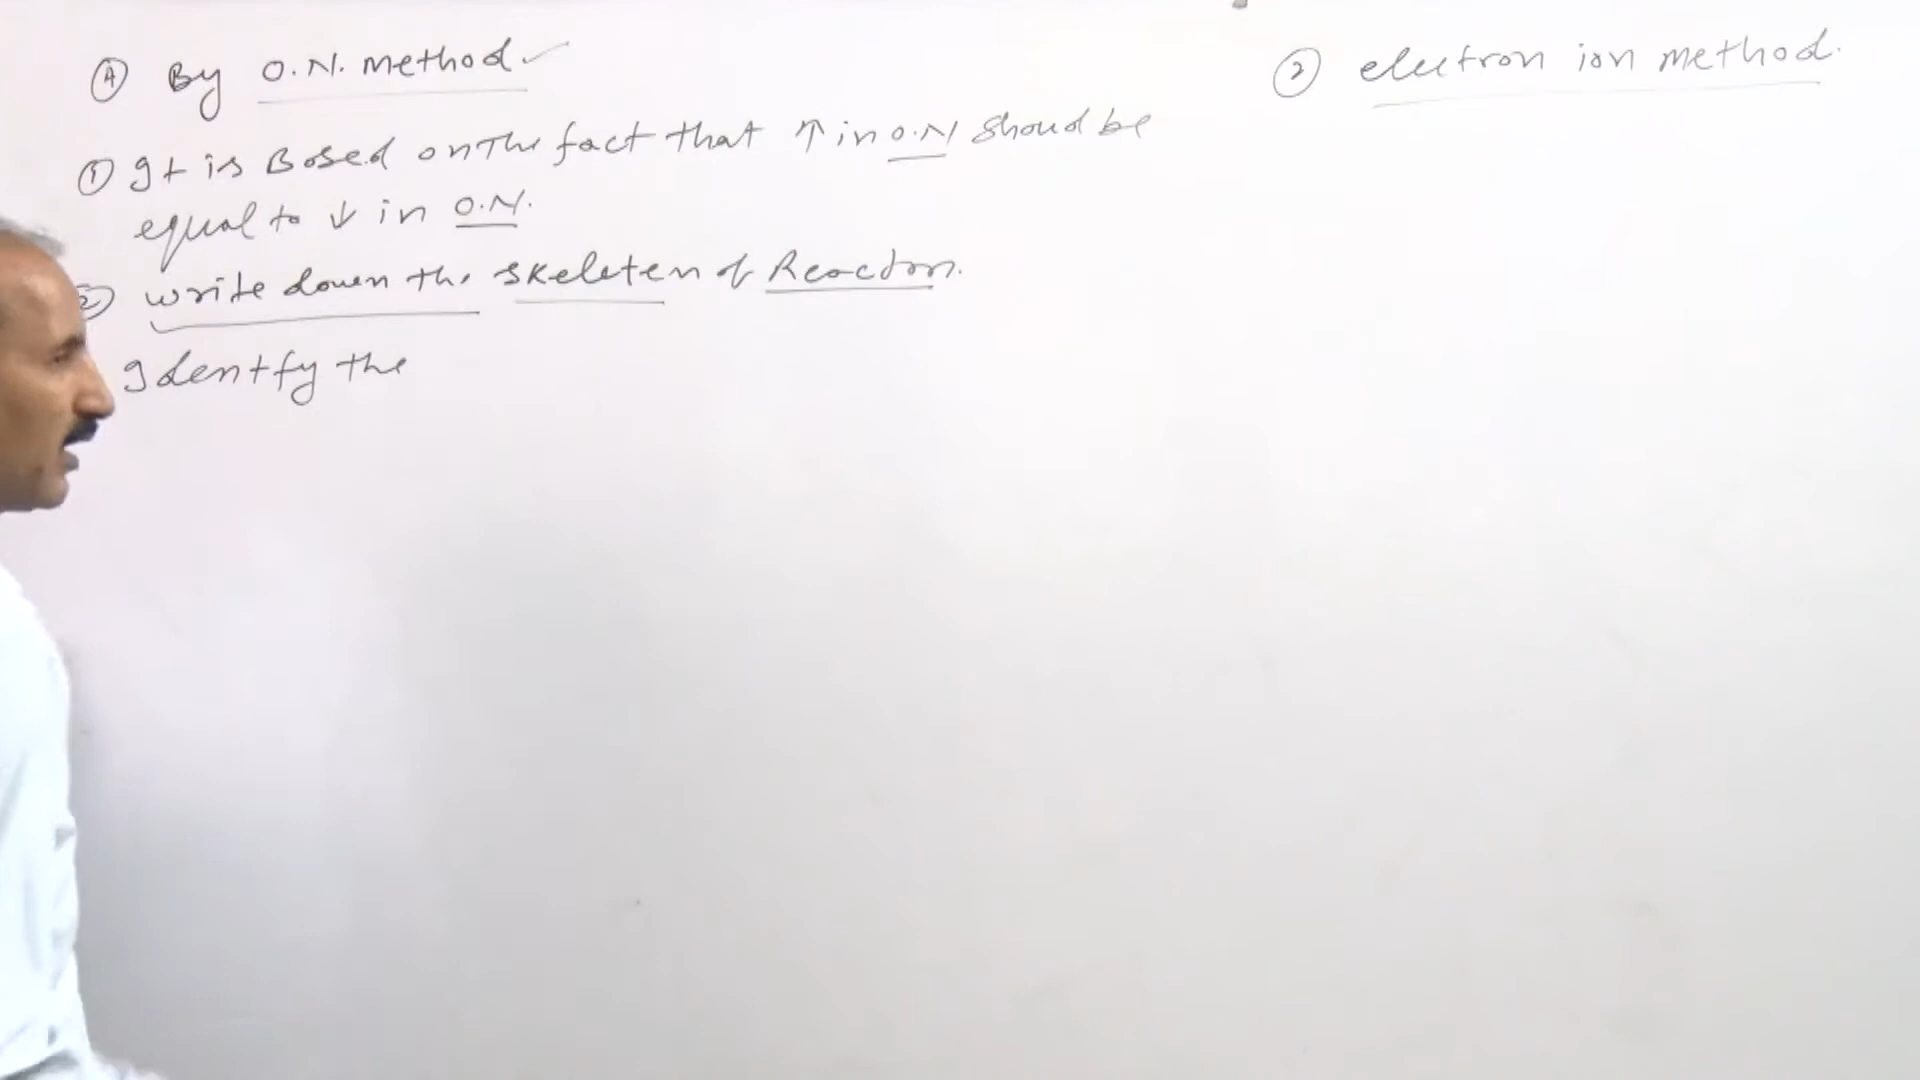 (A) By O.N. method ✓
(2) electron ion method.
(1) It is Based on the fact that ↑ in O.N should be
equal to ↓ in O.N.
(2) write down the skeleten of Reaction.
Identfy the